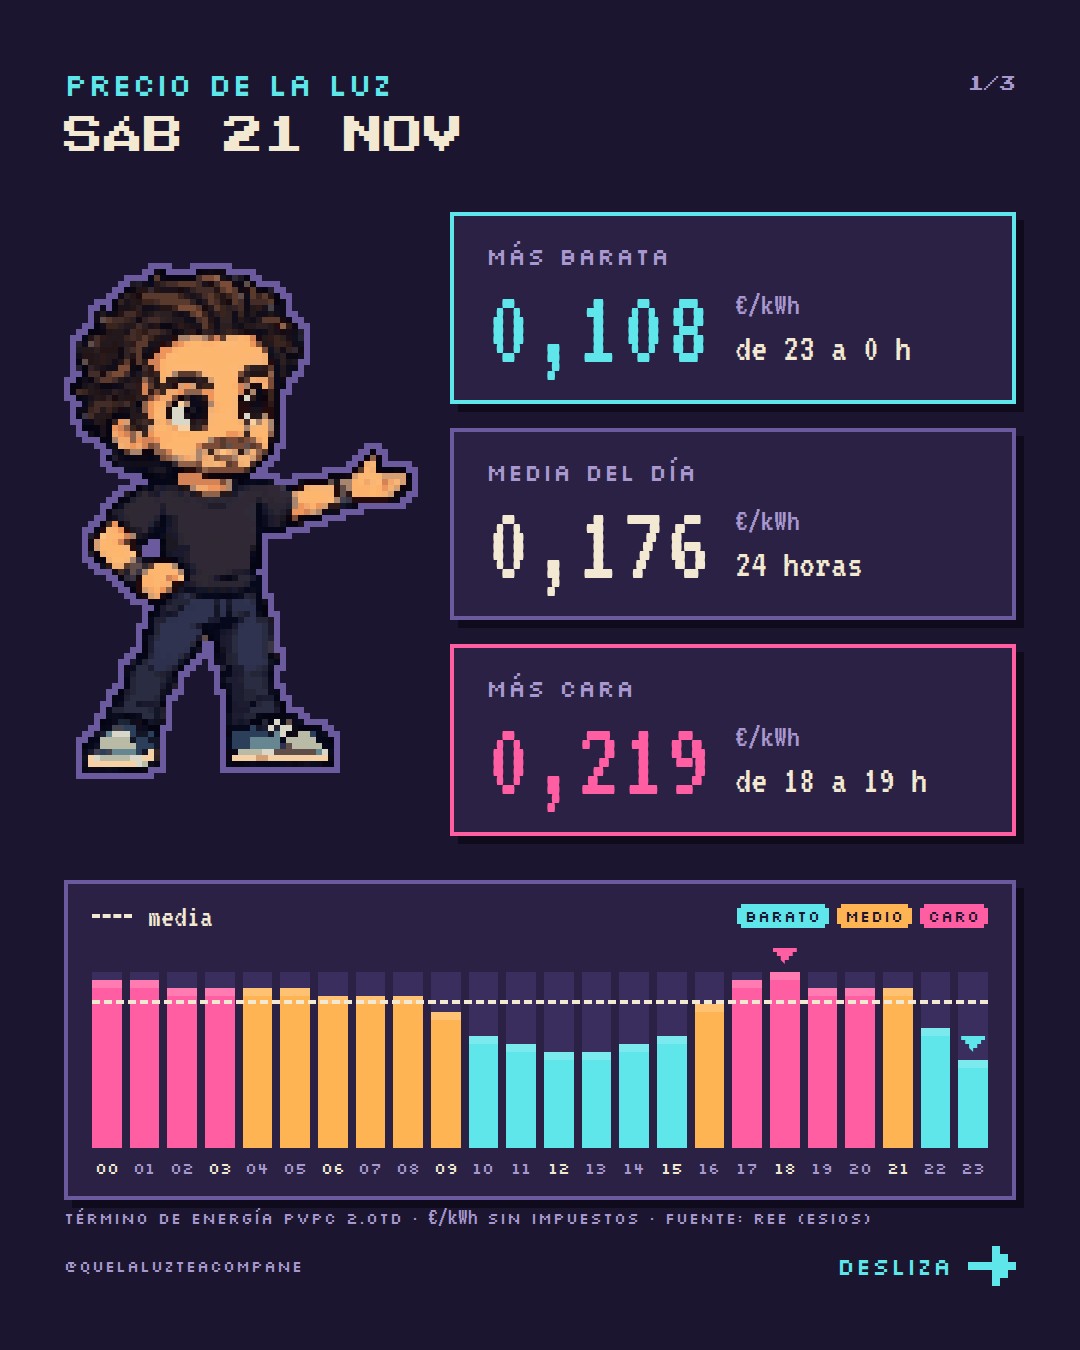 PRECIO DE LA LUZ
1/3
SÁB 21 NOV
MÁS BARATA
0,108 €/kWh
de 23 a 0 h
MEDIA DEL DÍA
0,176 €/kWh
24 horas
MÁS CARA
0,219 €/kWh
de 18 a 19 h
media
BARATO MEDIO CARO
00 01 02 03 04 05 06 07 08 09 10 11 12 13 14 15 16 17 18 19 20 21 22 23
TÉRMINO DE ENERGÍA PVPC 2.0TD · €/kWh SIN IMPUESTOS · FUENTE: REE (ESIOS)
@QUELALUZTEACOMPANE
DESLIZA